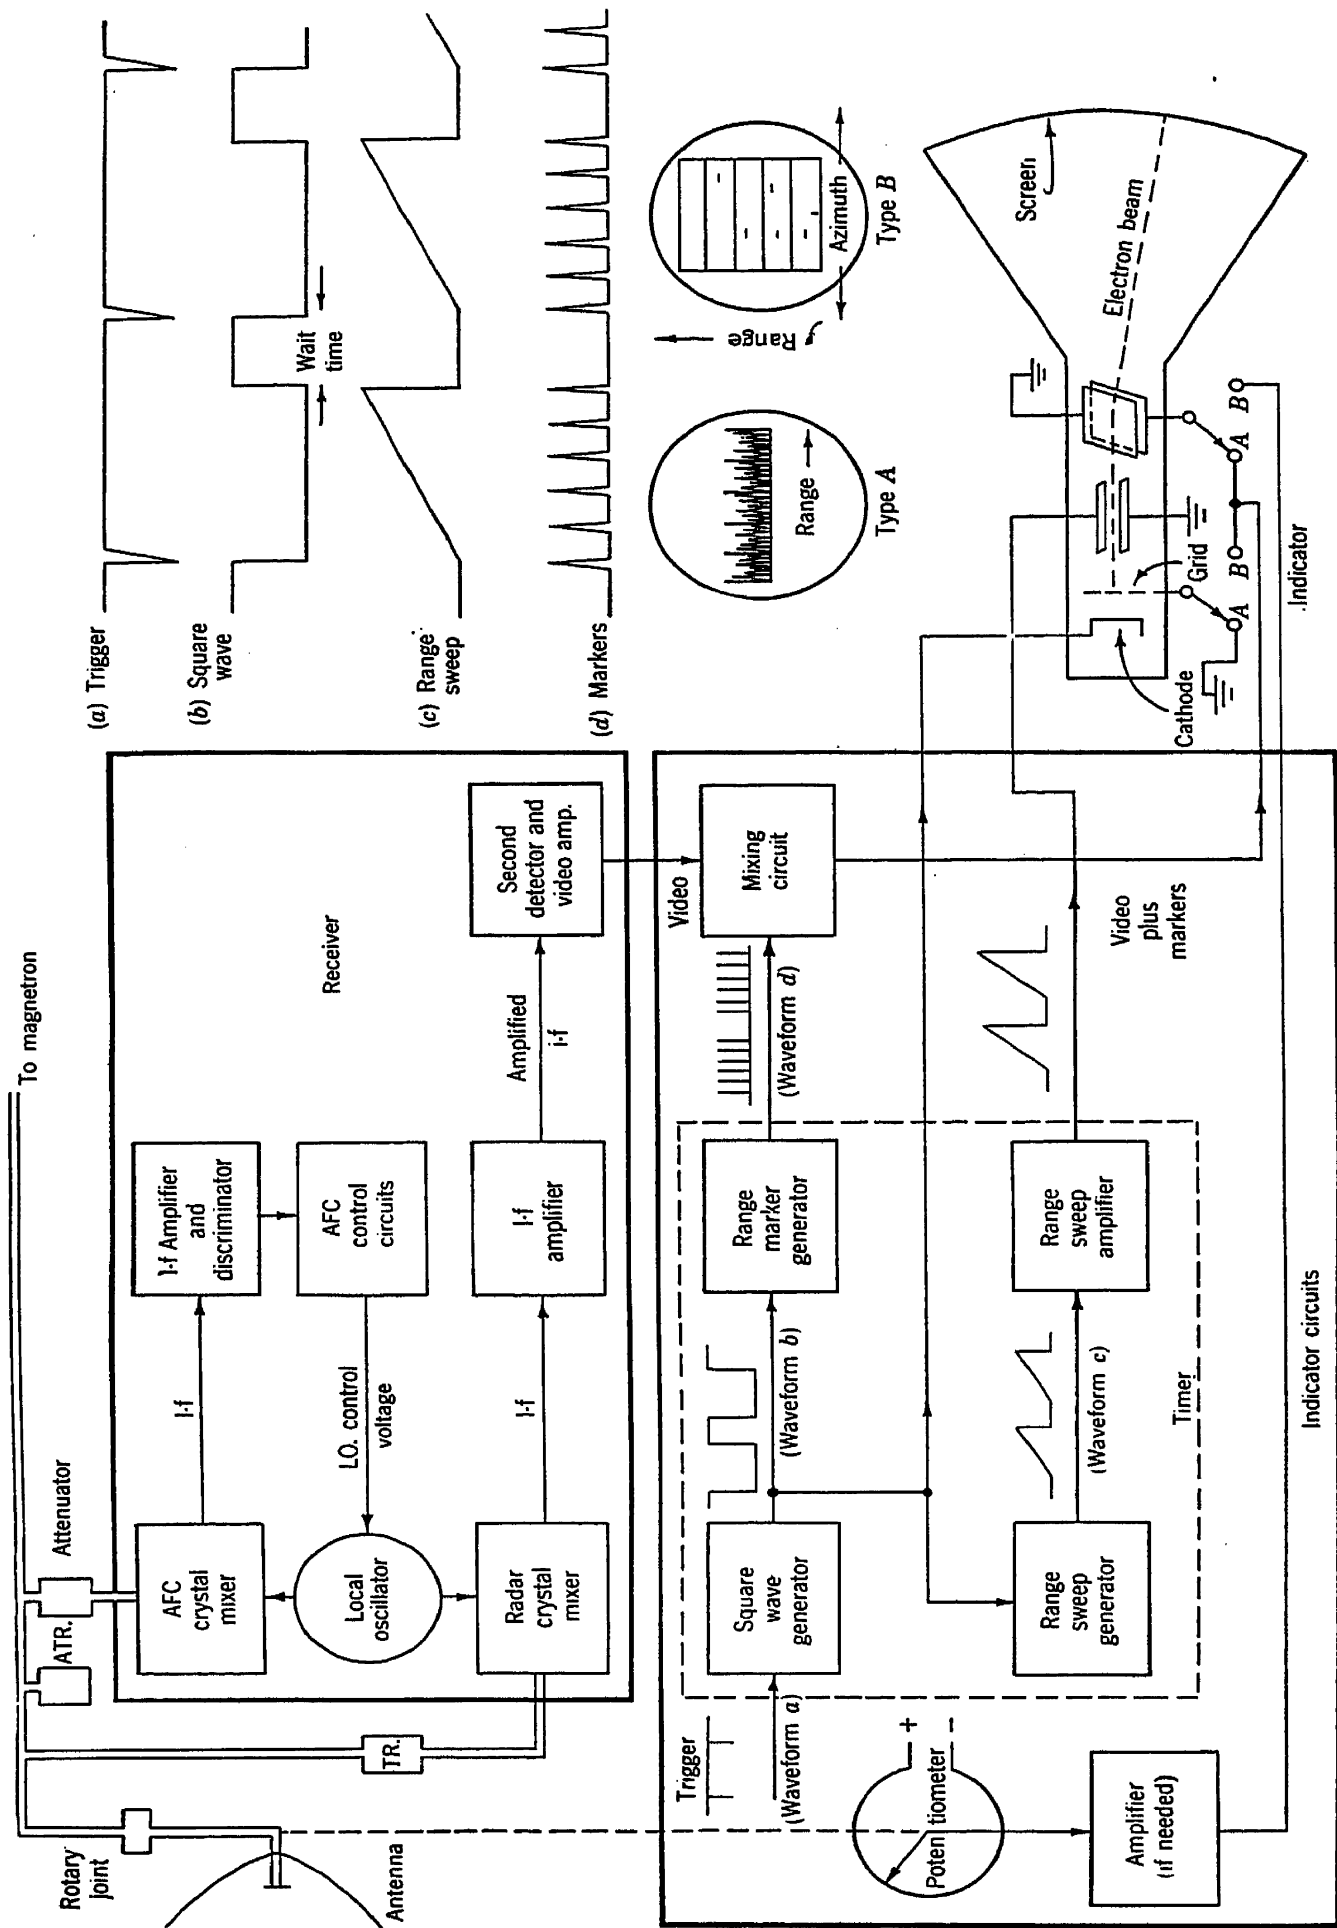 To magnetron
Rotary
joint
Antenna
ATR.
Attenuator
TR.
AFC
crystal
mixer
Local
oscillator
Radar
crystal
mixer
I-f
L.O. control
voltage
I-f
I-f Amplifier
and
discriminator
AFC
control
circuits
I-f
amplifier
Receiver
Amplified
i-f
Second
detector and
video amp.
Video
(a) Trigger
(b) Square
wave
Wait
time
(c) Range
sweep
(d) Markers
Range
Type A
Range
Azimuth
Type B
Trigger
(Waveform a)
Square
wave
generator
(Waveform b)
Range
marker
generator
(Waveform d)
Mixing
circuit
Range
sweep
generator
(Waveform c)
Range
sweep
amplifier
Timer
Video
plus
markers
Potentiometer
+
-
Amplifier
(if needed)
Indicator circuits
Cathode
Grid
A
B
A
B
Electron beam
Screen
Indicator